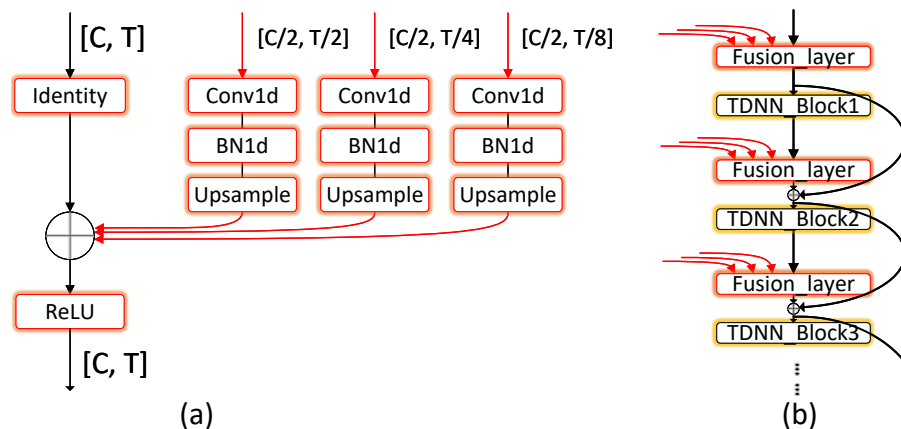 [C, T]
[C/2, T/2]
[C/2, T/4]
[C/2, T/8]
Identity
Conv1d
Conv1d
Conv1d
BN1d
BN1d
BN1d
Upsample
Upsample
Upsample
ReLU
[C, T]
(a)
Fusion_layer
TDNN_Block1
Fusion_layer
TDNN_Block2
Fusion_layer
TDNN_Block3
(b)